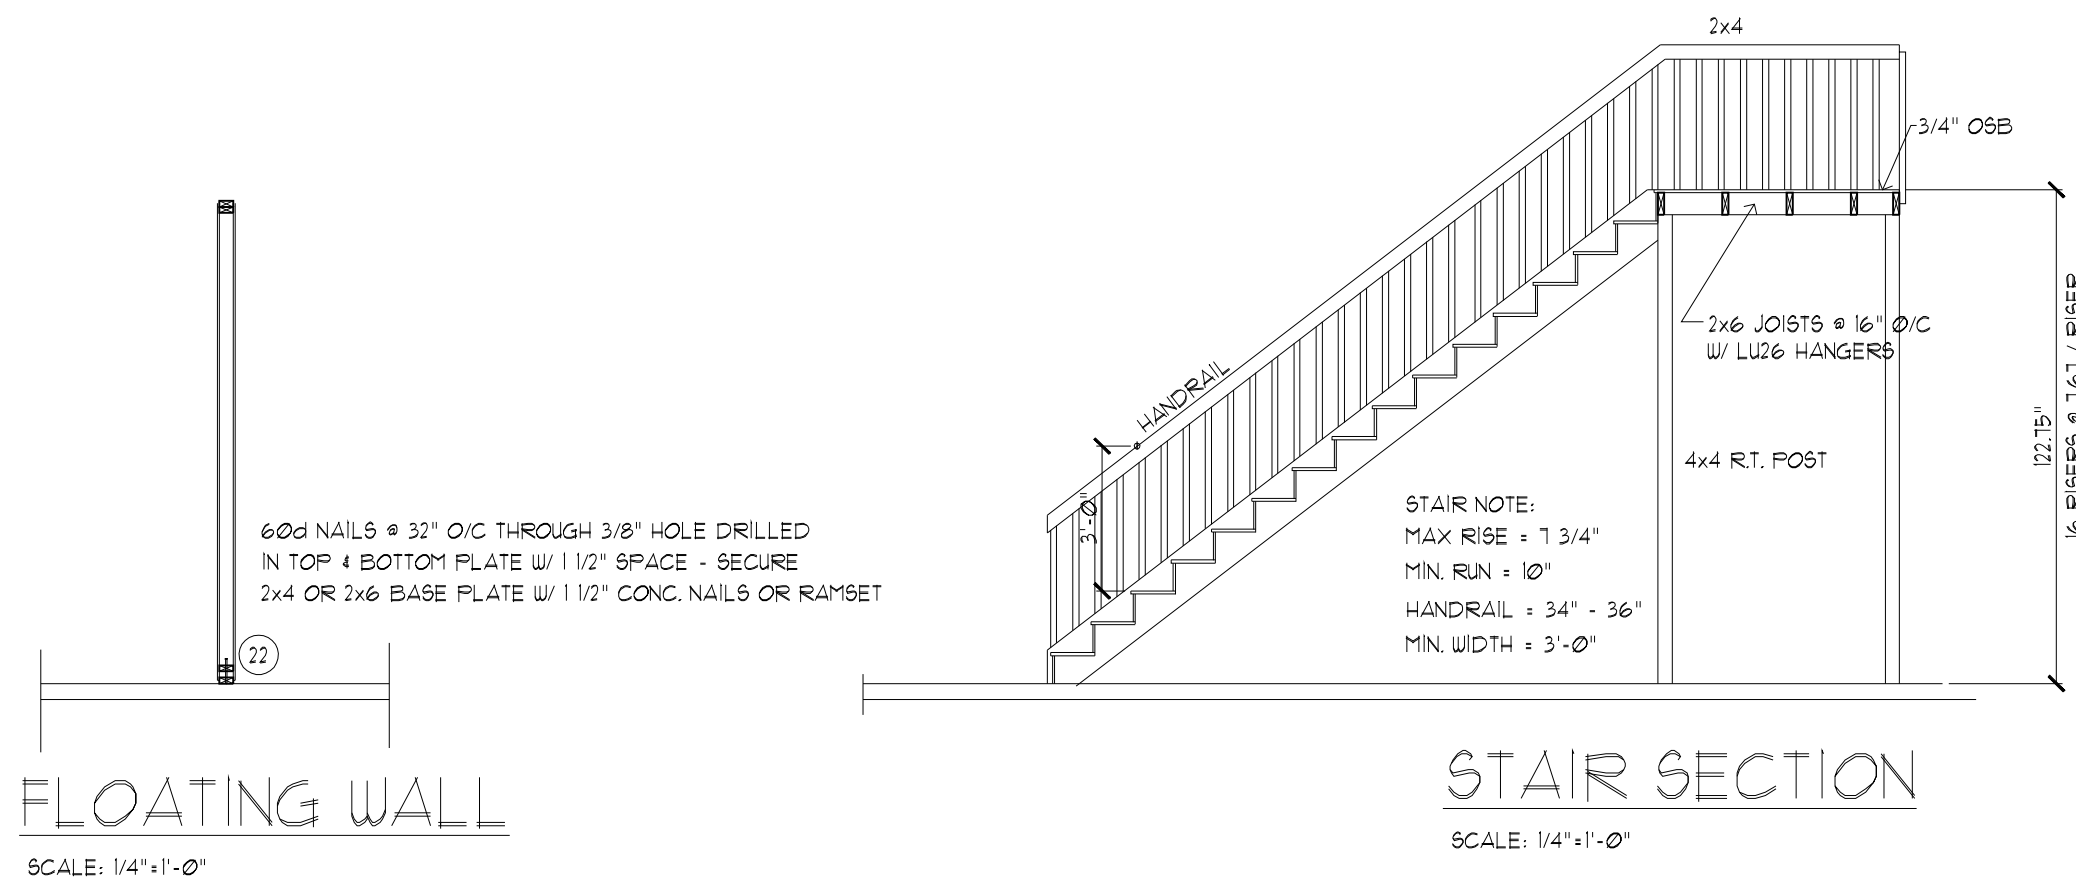 2x4
3/4" OSB
2x6 JOISTS @ 16" O/C
W/ LU26 HANGERS
HANDRAIL
3'-0"
4x4 R.T. POST
122.75"
16 RISERS @ 7.67 / RISER
STAIR NOTE:
MAX RISE = 7 3/4"
MIN. RUN = 10"
HANDRAIL = 34" - 36"
MIN. WIDTH = 3'-0"
60d NAILS @ 32" O/C THROUGH 3/8" HOLE DRILLED
IN TOP & BOTTOM PLATE W/ 1 1/2" SPACE - SECURE
2x4 OR 2x6 BASE PLATE W/ 1 1/2" CONC. NAILS OR RAMSET
22
FLOATING WALL
SCALE: 1/4"=1'-0"
STAIR SECTION
SCALE: 1/4"=1'-0"